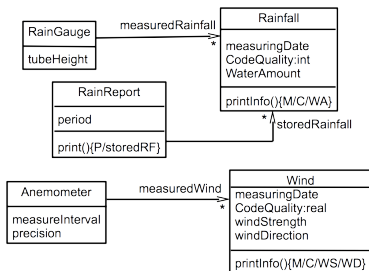 RainGauge
tubeHeight
measuredRainfall
*
Rainfall
measuringDate
CodeQuality:int
WaterAmount
printInfo(){M/C/WA}
RainReport
period
print(){P/storedRF}
*
storedRainfall
Anemometer
measureInterval
precision
measuredWind
*
Wind
measuringDate
CodeQuality:real
windStrength
windDirection
printInfo(){M/C/WS/WD}